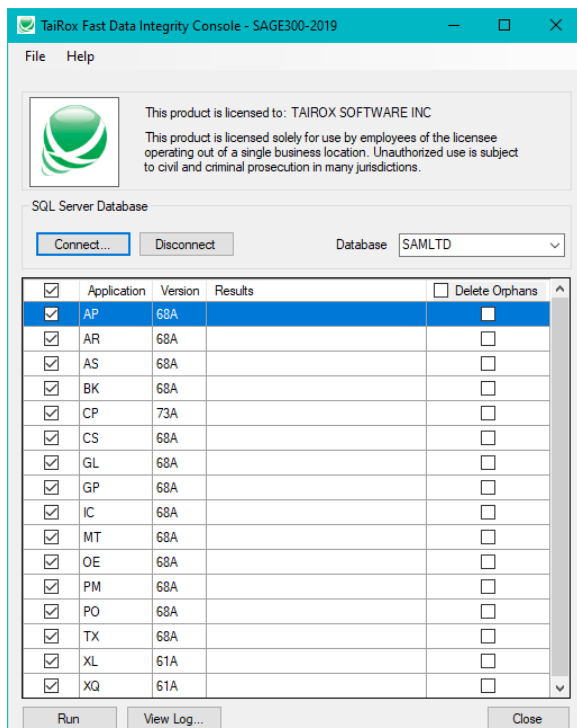 TaiRox Fast Data Integrity Console - SAGE300-2019
File Help
This product is licensed to: TAIROX SOFTWARE INC
This product is licensed solely for use by employees of the licensee
operating out of a single business location. Unauthorized use is subject
to civil and criminal prosecution in many jurisdictions.
SQL Server Database
Connect... Disconnect Database SAMLTD
Application Version Results Delete Orphans
AP 68A
AR 68A
AS 68A
BK 68A
CP 73A
CS 68A
GL 68A
GP 68A
IC 68A
MT 68A
OE 68A
PM 68A
PO 68A
TX 68A
XL 61A
XQ 61A
Run View Log... Close